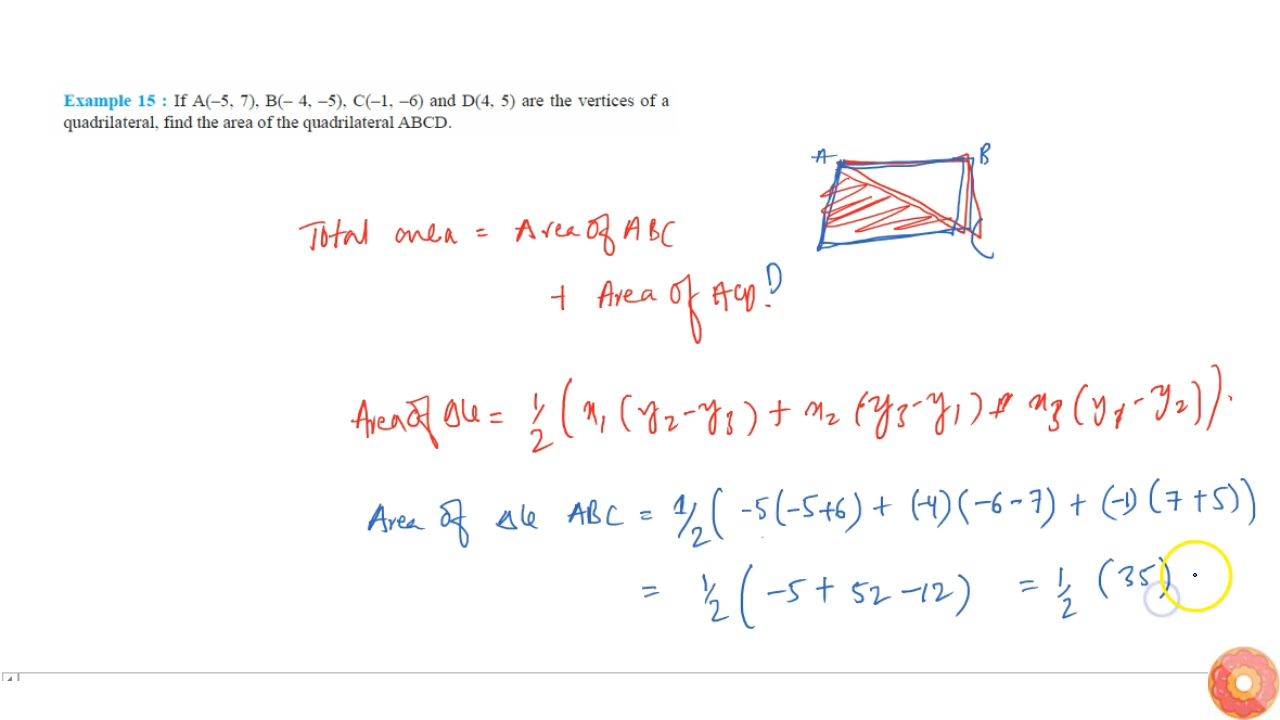 Example 15 : If A(–5, 7), B(– 4, –5), C(–1, –6) and D(4, 5) are the vertices of a
quadrilateral, find the area of the quadrilateral ABCD.
A B
C
D
Total area = Area of ABC
+ Area of ACD.
Area of Δle = 1/2 (x₁(y₂-y₃) + x₂(y₃-y₁) + x₃(y₁-y₂)).
Area of Δle ABC = 1/2 ( -5(-5+6) + (-4)(-6-7) + (-1)(7+5))
= 1/2 ( -5 + 52 -12) = 1/2 (35)